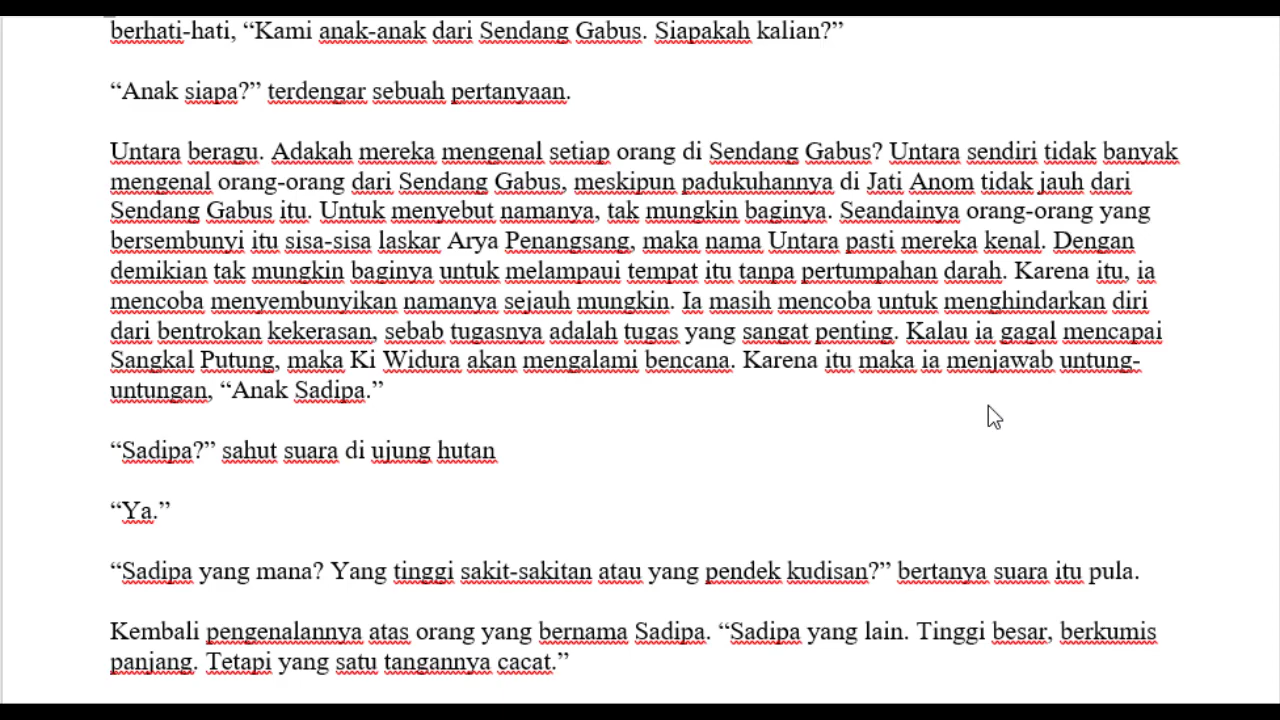 berhati-hati, “Kami anak-anak dari Sendang Gabus. Siapakah kalian?”
“Anak siapa?” terdengar sebuah pertanyaan.
Untara beragu. Adakah mereka mengenal setiap orang di Sendang Gabus? Untara sendiri tidak banyak
mengenal orang-orang dari Sendang Gabus, meskipun padukuhannya di Jati Anom tidak jauh dari
Sendang Gabus itu. Untuk menyebut namanya, tak mungkin baginya. Seandainya orang-orang yang
bersembunyi itu sisa-sisa laskar Arya Penangsang, maka nama Untara pasti mereka kenal. Dengan
demikian tak mungkin baginya untuk melampaui tempat itu tanpa pertumpahan darah. Karena itu, ia
mencoba menyembunyikan namanya sejauh mungkin. Ia masih mencoba untuk menghindarkan diri
dari bentrokan kekerasan, sebab tugasnya adalah tugas yang sangat penting. Kalau ia gagal mencapai
Sangkal Putung, maka Ki Widura akan mengalami bencana. Karena itu maka ia menjawab untung-
untungan, “Anak Sadipa.”
“Sadipa?” sahut suara di ujung hutan
“Ya.”
“Sadipa yang mana? Yang tinggi sakit-sakitan atau yang pendek kudisan?” bertanya suara itu pula.
Kembali pengenalannya atas orang yang bernama Sadipa. “Sadipa yang lain. Tinggi besar, berkumis
panjang. Tetapi yang satu tangannya cacat.”